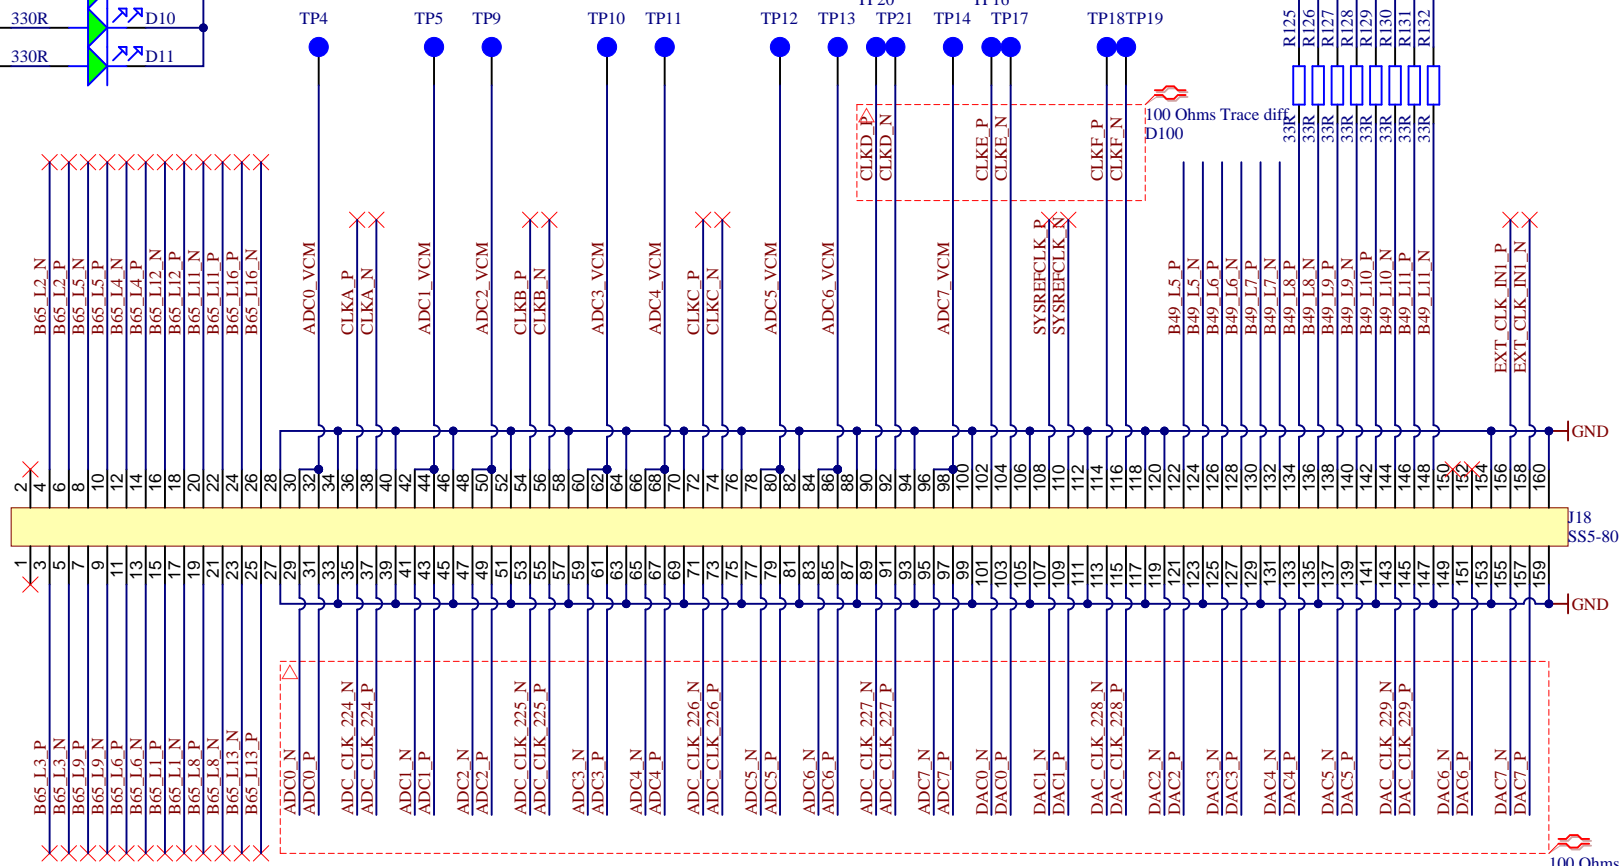 330R
D10
330R
D11
TP4
TP5
TP9
TP10
TP11
TP12
TP13
TP20
TP21
TP14
TP16
TP17
TP18
TP19
R125
R126
R127
R128
R129
R130
R131
R132
33R
33R
33R
33R
33R
33R
33R
33R
100 Ohms Trace diff
D100
CLKD_P
CLKD_N
CLKE_P
CLKE_N
CLKF_P
CLKF_N
B65_L2_N
B65_L2_P
B65_L5_N
B65_L5_P
B65_L4_N
B65_L4_P
B65_L12_N
B65_L12_P
B65_L11_N
B65_L11_P
B65_L16_P
B65_L16_N
ADC0_VCM
CLKA_P
CLKA_N
ADC1_VCM
ADC2_VCM
CLKB_P
CLKB_N
ADC3_VCM
ADC4_VCM
CLKC_P
CLKC_N
ADC5_VCM
ADC6_VCM
ADC7_VCM
SYSREFCLK_P
SYSREFCLK_N
B49_L5_P
B49_L5_N
B49_L6_P
B49_L6_N
B49_L7_P
B49_L7_N
B49_L8_P
B49_L8_N
B49_L9_P
B49_L9_N
B49_L10_P
B49_L10_N
B49_L11_P
B49_L11_N
EXT_CLK_IN1_P
EXT_CLK_IN1_N
GND
2
4
6
8
10
12
14
16
18
20
22
24
26
28
30
32
34
36
38
40
42
44
46
48
50
52
54
56
58
60
62
64
66
68
70
72
74
76
78
80
82
84
86
88
90
92
94
96
98
100
102
104
106
108
110
112
114
116
118
120
122
124
126
128
130
132
134
136
138
140
142
144
146
148
150
152
154
156
158
160
J18
SS5-80
1
3
5
7
9
11
13
15
17
19
21
23
25
27
29
31
33
35
37
39
41
43
45
47
49
51
53
55
57
59
61
63
65
67
69
71
73
75
77
79
81
83
85
87
89
91
93
95
97
99
101
103
105
107
109
111
113
115
117
119
121
123
125
127
129
131
133
135
137
139
141
143
145
147
149
151
153
155
157
159
GND
B65_L3_P
B65_L3_N
B65_L9_P
B65_L9_N
B65_L6_P
B65_L6_N
B65_L1_P
B65_L1_N
B65_L8_P
B65_L8_N
B65_L13_N
B65_L13_P
ADC0_N
ADC0_P
ADC_CLK_224_N
ADC_CLK_224_P
ADC1_N
ADC1_P
ADC2_N
ADC2_P
ADC_CLK_225_N
ADC_CLK_225_P
ADC3_N
ADC3_P
ADC4_N
ADC4_P
ADC_CLK_226_N
ADC_CLK_226_P
ADC5_N
ADC5_P
ADC6_N
ADC6_P
ADC_CLK_227_N
ADC_CLK_227_P
ADC7_N
ADC7_P
DAC0_N
DAC0_P
DAC1_N
DAC1_P
DAC_CLK_228_N
DAC_CLK_228_P
DAC2_N
DAC2_P
DAC3_N
DAC3_P
DAC4_N
DAC4_P
DAC5_N
DAC5_P
DAC_CLK_229_N
DAC_CLK_229_P
DAC6_N
DAC6_P
DAC7_N
DAC7_P
100 Ohms